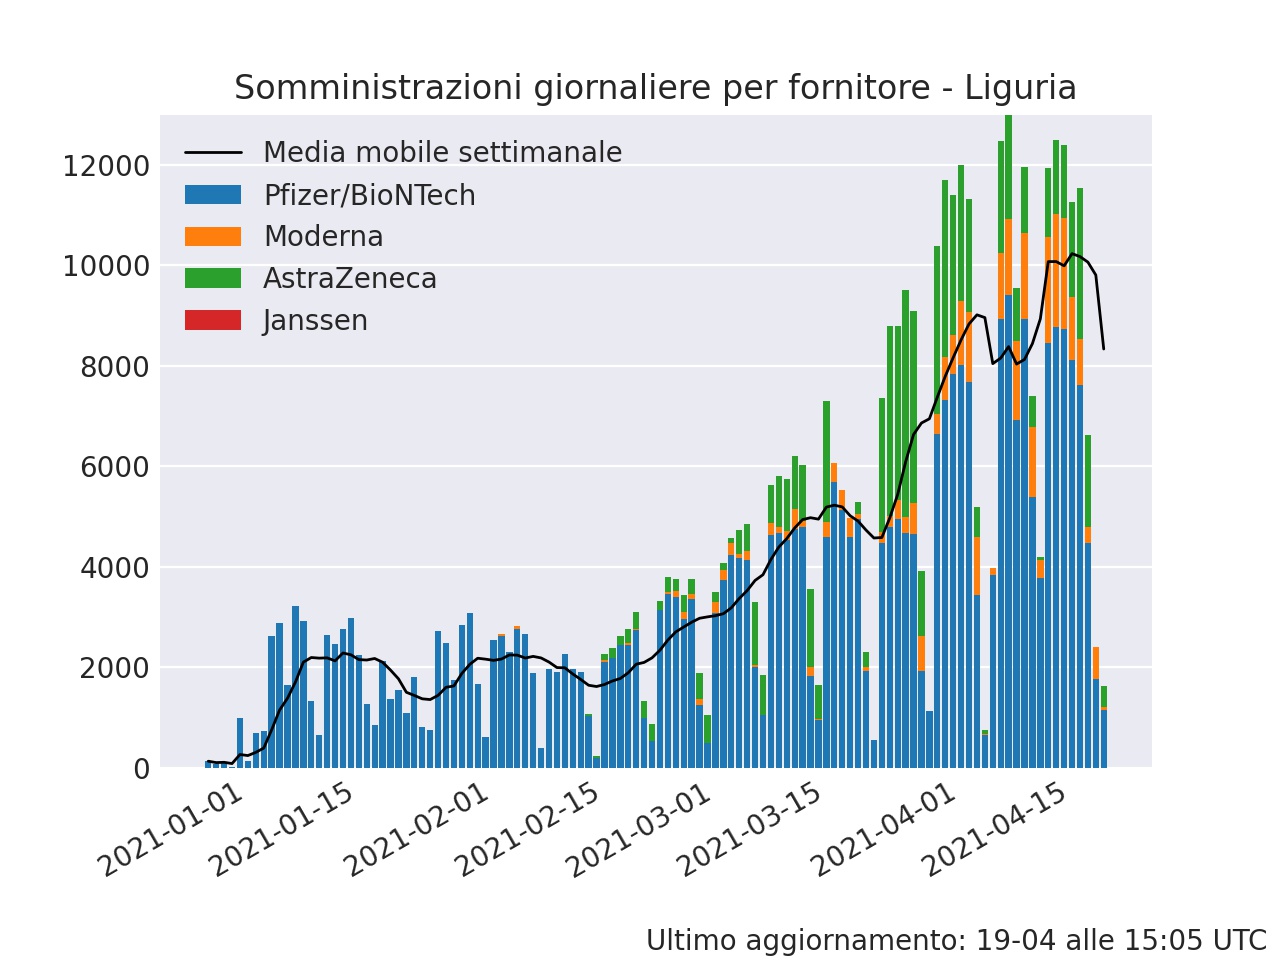 Somministrazioni giornaliere per fornitore - Liguria
Media mobile settimanale
Pfizer/BioNTech
Moderna
AstraZeneca
Janssen
12000
10000
8000
6000
4000
2000
0
2021-01-01
2021-01-15
2021-02-01
2021-02-15
2021-03-01
2021-03-15
2021-04-01
2021-04-15
Ultimo aggiornamento: 19-04 alle 15:05 UTC